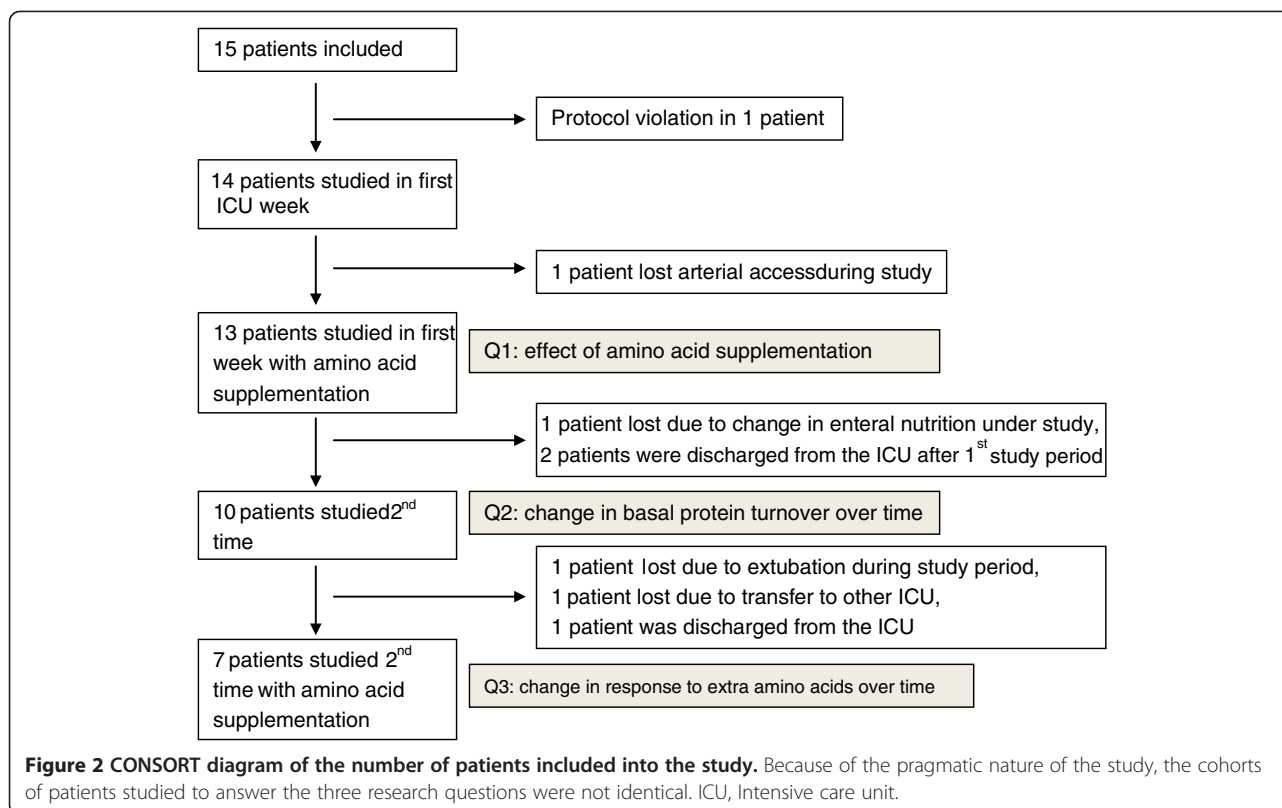 15 patients included
Protocol violation in 1 patient
14 patients studied in first
ICU week
1 patient lost arterial accessduring study
13 patients studied in first
week with amino acid
supplementation
Q1: effect of amino acid supplementation
1 patient lost due to change in enteral nutrition under study,
2 patients were discharged from the ICU after 1st study period
10 patients studied2nd
time
Q2: change in basal protein turnover over time
1 patient lost due to extubation during study period,
1 patient lost due to transfer to other ICU,
1 patient was discharged from the ICU
7 patients studied 2nd
time with amino acid
supplementation
Q3: change in response to extra amino acids over time
Figure 2 CONSORT diagram of the number of patients included into the study. Because of the pragmatic nature of the study, the cohorts
of patients studied to answer the three research questions were not identical. ICU, Intensive care unit.